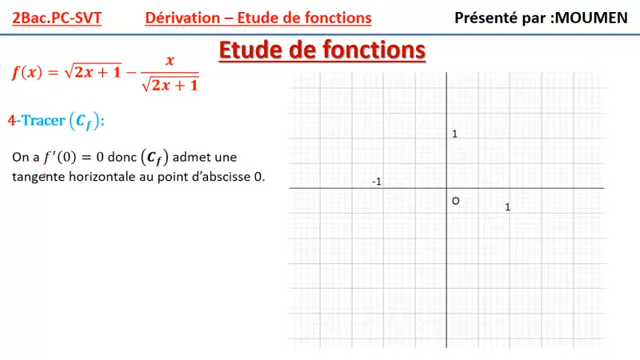 2Bac.PC-SVT Dérivation – Etude de fonctions Présenté par :MOUMEN
Etude de fonctions
f(x) = √(2x + 1) − x/√(2x + 1)
4-Tracer (C_f):
On a f′(0) = 0 donc (C_f) admet une
tangente horizontale au point d'abscisse 0.
1
-1
O
1